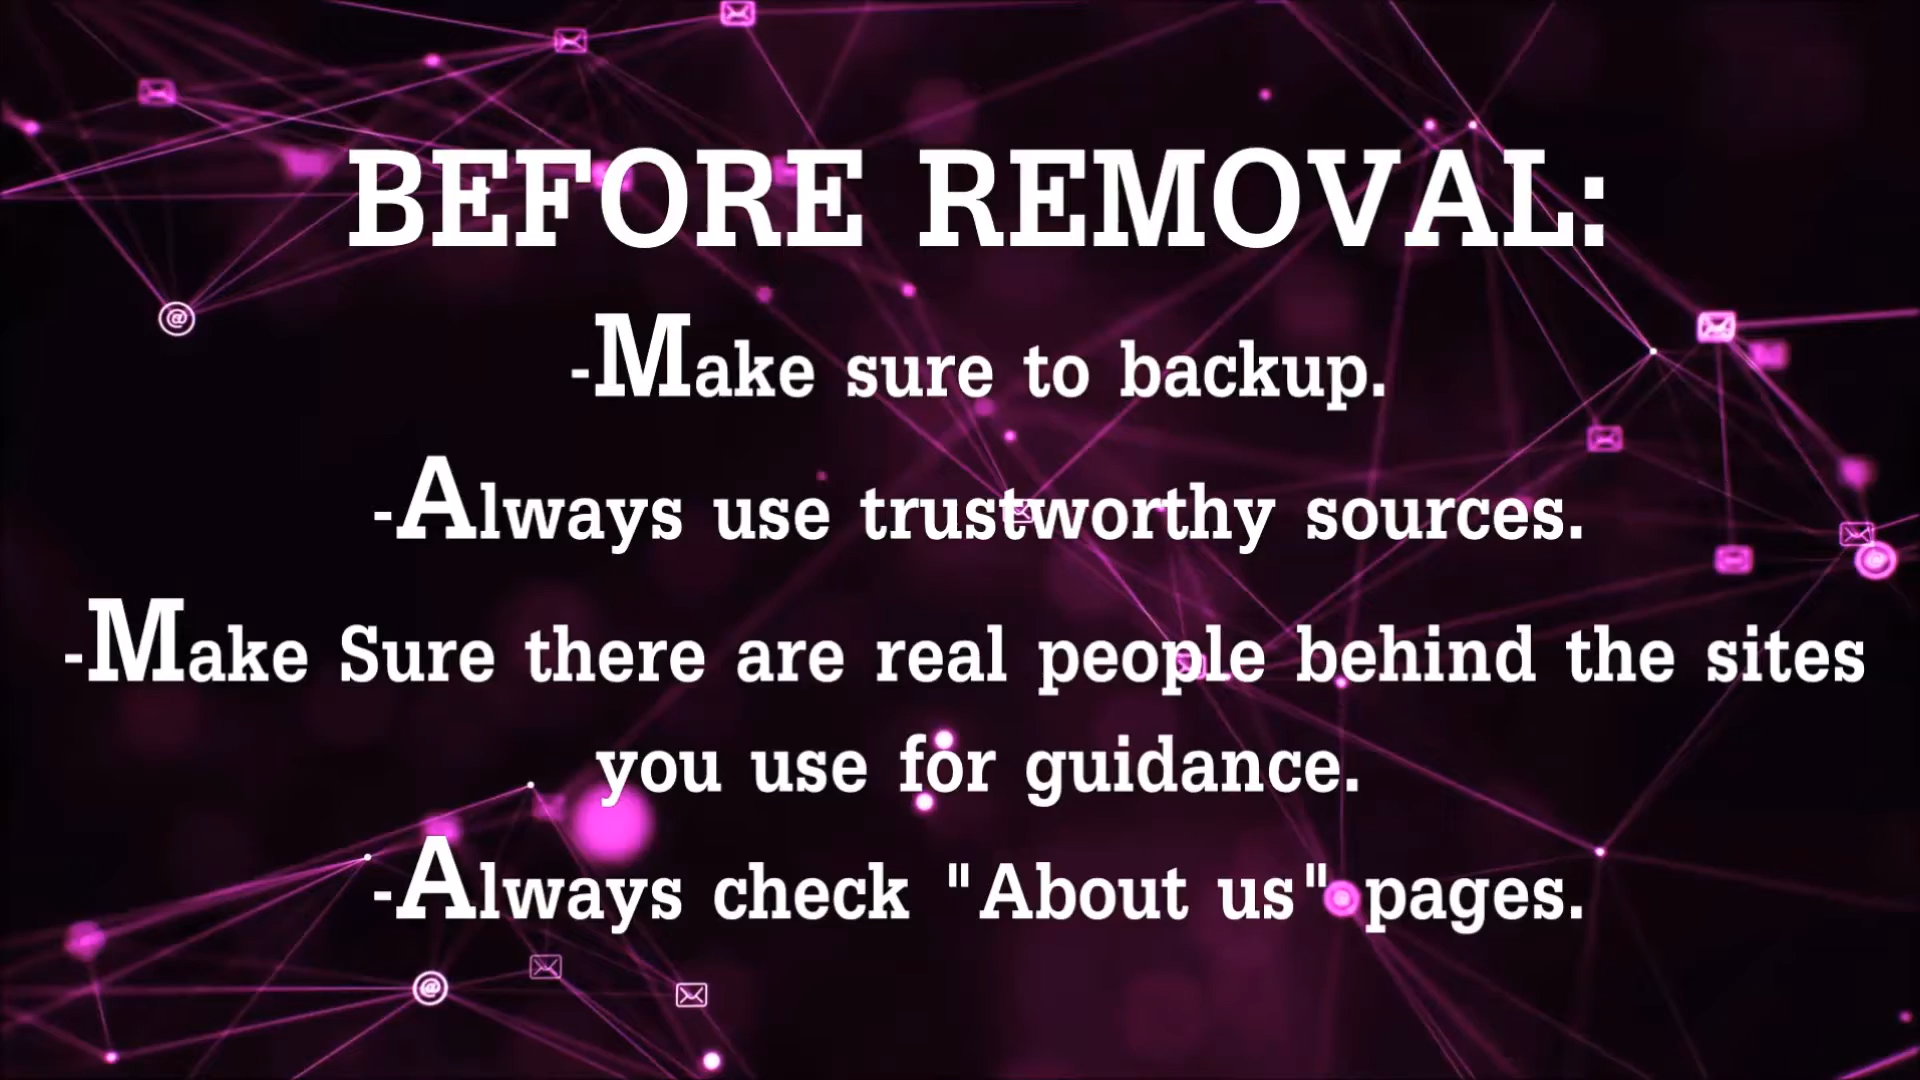 BEFORE REMOVAL:
-Make sure to backup.
-Always use trustworthy sources.
-Make Sure there are real people behind the sites
you use for guidance.
-Always check "About us" pages.